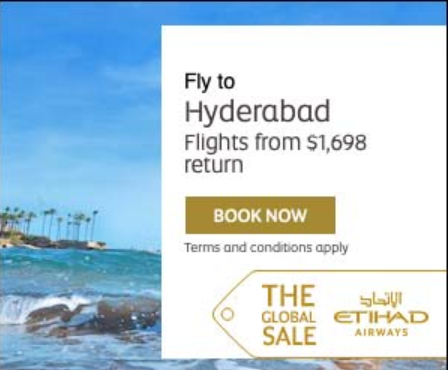 Fly to
Hyderabad
Flights from $1,698
return
BOOK NOW
Terms and conditions apply
THE
GLOBAL
SALE
الإتحاد
ETIHAD
AIRWAYS